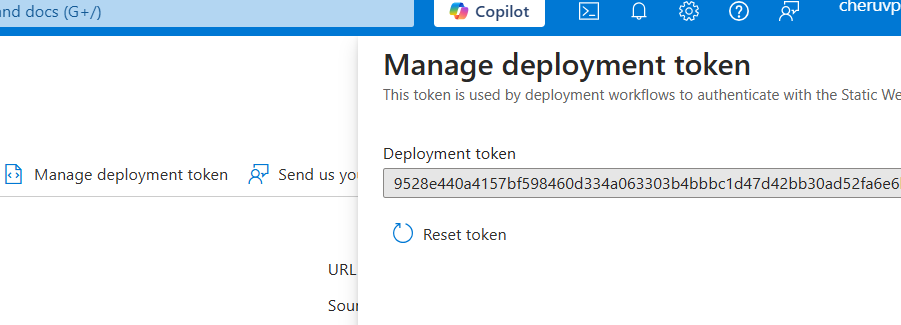 and docs (G+/)
Copilot
cheruvp
Manage deployment token
This token is used by deployment workflows to authenticate with the Static We
Manage deployment token
Send us yo
Deployment token
9528e440a4157bf598460d334a063303b4bbbc1d47d42bb30ad52fa6e6
Reset token
URL
Sour